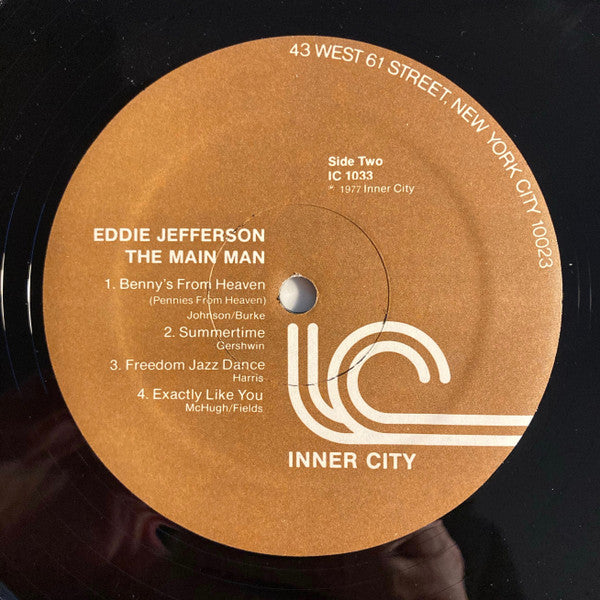 43 WEST 61 STREET, NEW YORK CITY 10023
Side Two
IC 1033
℗ 1977 Inner City
EDDIE JEFFERSON
THE MAIN MAN
1. Benny's From Heaven
(Pennies From Heaven)
Johnson/Burke
2. Summertime
Gershwin
3. Freedom Jazz Dance
Harris
4. Exactly Like You
McHugh/Fields
IC
INNER CITY